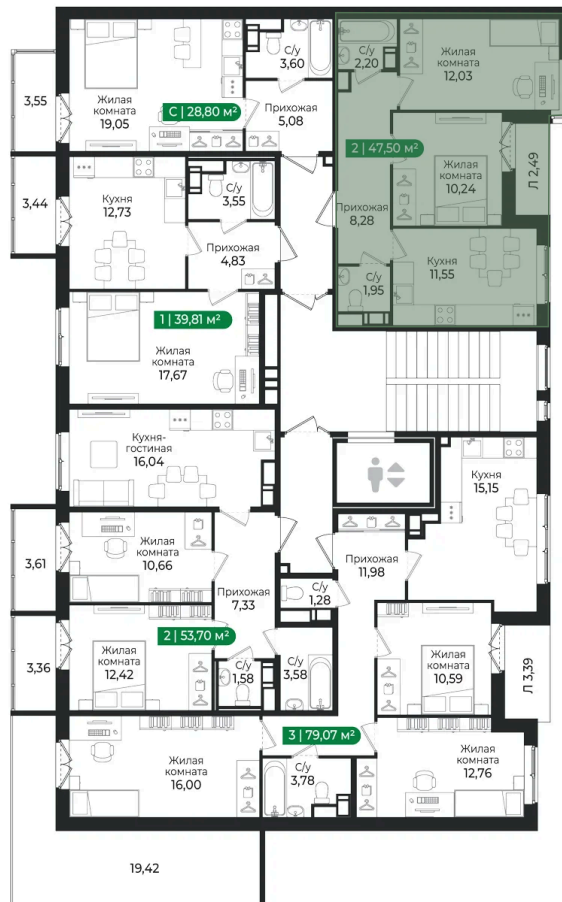 С/у
3,60
С/у
2,20
Жилая
комната
12,03
3,55
Жилая
комната
19,05
С | 28,80 м²
Прихожая
5,08
2 | 47,50 м²
Жилая
комната
10,24
Л 2,49
3,44
Кухня
12,73
С/у
3,55
Прихожая
4,83
Прихожая
8,28
Кухня
11,55
С/у
1,95
1 | 39,81 м²
Жилая
комната
17,67
Кухня-
гостиная
16,04
Кухня
15,15
3,61
Жилая
комната
10,66
Прихожая
7,33
С/у
1,28
Прихожая
11,98
3,36
Жилая
комната
12,42
2 | 53,70 м²
С/у
1,58
С/у
3,58
Жилая
комната
10,59
Л 3,39
3 | 79,07 м²
Жилая
комната
16,00
С/у
3,78
Жилая
комната
12,76
19,42